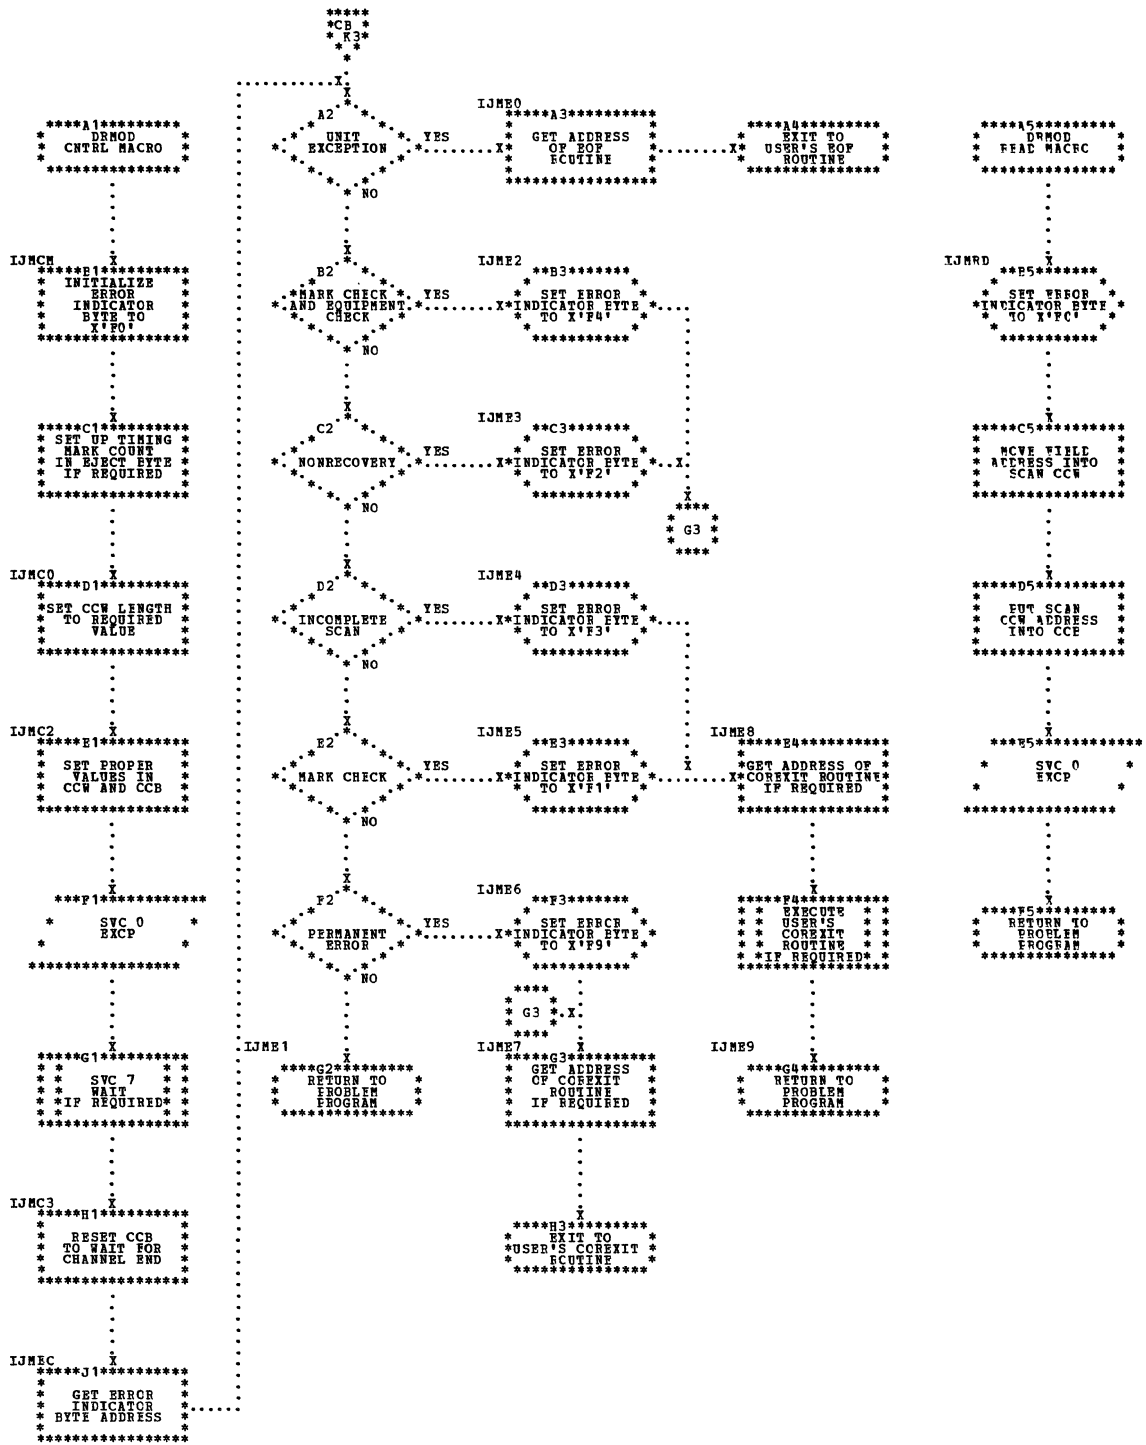 CB
K3
A1
DRMOD
CNTRL MACRO
IJMCM
B1
INITIALIZE
ERROR
INDICATOR
BYTE TO
X'F0'
C1
SET UP TIMING
MARK COUNT
IN EJECT BYTE
IF REQUIRED
IJMC0
D1
SET CCW LENGTH
TO REQUIRED
VALUE
IJMC2
E1
SET PROPER
VALUES IN
CCW AND CCB
F1
SVC 0
EXCP
G1
SVC 7
WAIT
IF REQUIRED
IJMC3
H1
RESET CCB
TO WAIT FOR
CHANNEL END
IJMEC
J1
GET ERROR
INDICATOR
BYTE ADDRESS
A2
UNIT
EXCEPTION
YES
NO
B2
MARK CHECK
AND EQUIPMENT
CHECK
YES
NO
C2
NONRECOVERY
YES
NO
D2
INCOMPLETE
SCAN
YES
NO
E2
MARK CHECK
YES
NO
F2
PERMANENT
ERROR
YES
NO
IJME1
G2
RETURN TO
PROBLEM
PROGRAM
IJME0
A3
GET ADDRESS
OF EOF
ROUTINE
IJME2
B3
SET ERROR
INDICATOR BYTE
TO X'F4'
IJME3
C3
SET ERROR
INDICATOR BYTE
TO X'F2'
G3
IJME4
D3
SET ERROR
INDICATOR BYTE
TO X'F3'
IJME5
E3
SET ERROR
INDICATOR BYTE
TO X'F1'
IJME6
F3
SET ERROR
INDICATOR BYTE
TO X'F9'
G3
IJME7
G3
GET ADDRESS
OF COREXIT
ROUTINE
IF REQUIRED
H3
EXIT TO
USER'S COREXIT
ROUTINE
A4
EXIT TO
USER'S EOF
ROUTINE
IJME8
E4
GET ADDRESS OF
COREXIT ROUTINE
IF REQUIRED
F4
EXECUTE
USER'S
COREXIT
ROUTINE
IF REQUIRED
IJME9
G4
RETURN TO
PROBLEM
PROGRAM
A5
DRMOD
READ MACRO
IJMRD
B5
SET ERROR
INDICATOR BYTE
C5
MOVE FIELD
ADDRESS INTO
SCAN CCW
D5
PUT SCAN
CCW ADDRESS
INTO CCB
E5
SVC 0
EXCP
F5
RETURN TO
PROBLEM
PROGRAM